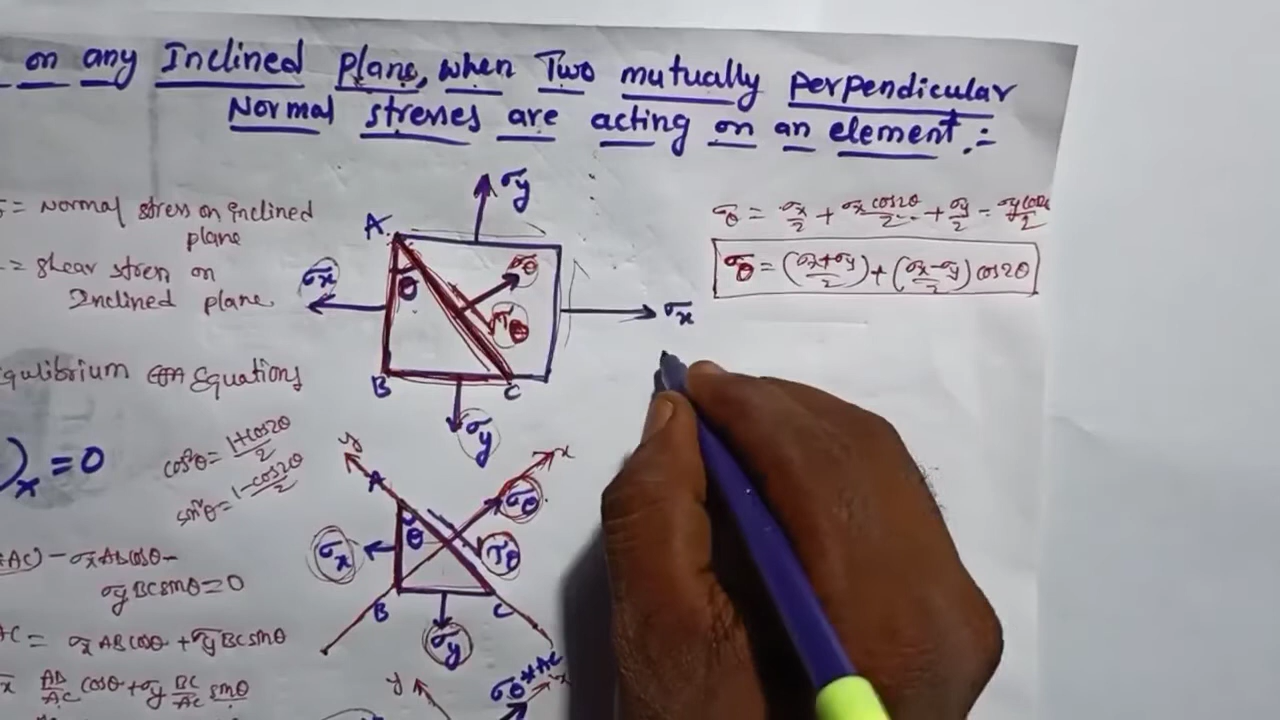 on any Inclined plane, when Two mutually perpendicular
Normal stresses are acting on an element :-
= Normal stress on Inclined
plane
= shear stress on
Inclined plane.
Equations
)x = 0
cos²θ = 1+cos2θ/2
sin²θ = 1-cos2θ/2
AC) - σx AB cosθ -
σy BC sinθ = 0
AC = σx AB cosθ + σy BC sinθ
AB/AC cosθ + σy BC/AC sinθ
σy
A
σx
θ
σθ
τθ
σx
B
C
σy
y
x
A
σθ
θ
σx
τθ
B
C
σy
y
σθ*AC
x
σθ = σx/2 + σx cos2θ/2 + σy/2 - σy cos2θ/2
σθ = (σx+σy/2) + (σx-σy/2) cos2θ